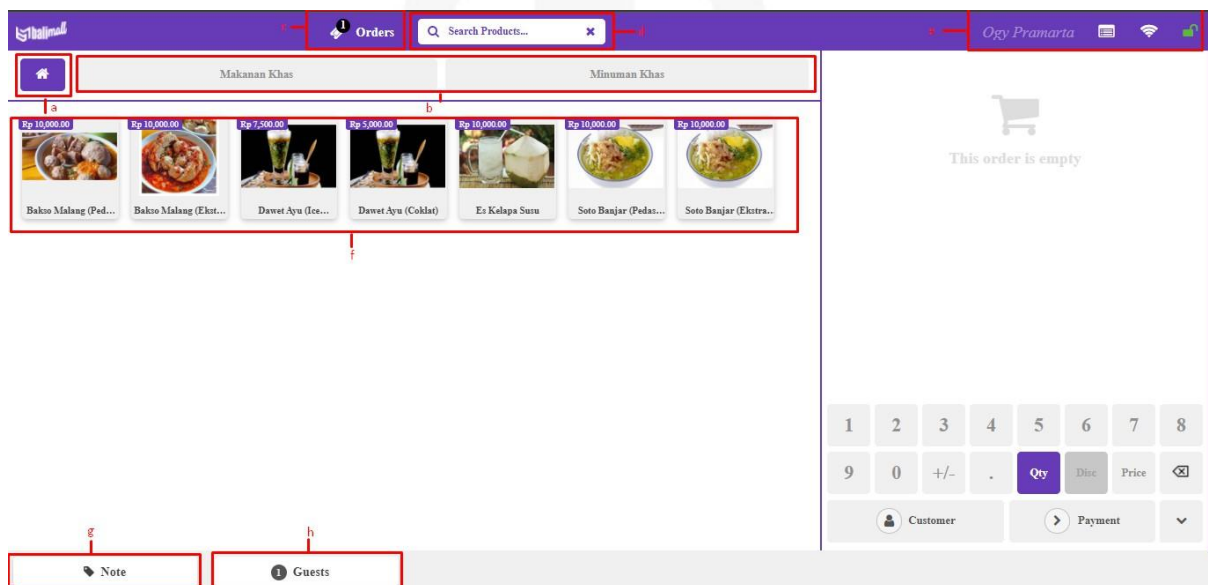 balimall
c
1
Orders
Search Products...
d
e
Ogy Pramarta
Makanan Khas
Minuman Khas
a
b
Rp 10,000.00
Rp 10,000.00
Rp 7,500.00
Rp 5,000.00
Rp 10,000.00
Rp 10,000.00
Rp 10,000.00
Bakso Malang (Ped...
Bakso Malang (Ekst...
Dawet Ayu (Ice...
Dawet Ayu (Coklat)
Es Kelapa Susu
Soto Banjar (Pedas...
Soto Banjar (Ekstra...
f
This order is empty
1 2 3 4 5 6 7 8
9 0 +/- . Qty Disc Price
Customer
Payment
g
h
Note
1 Guests